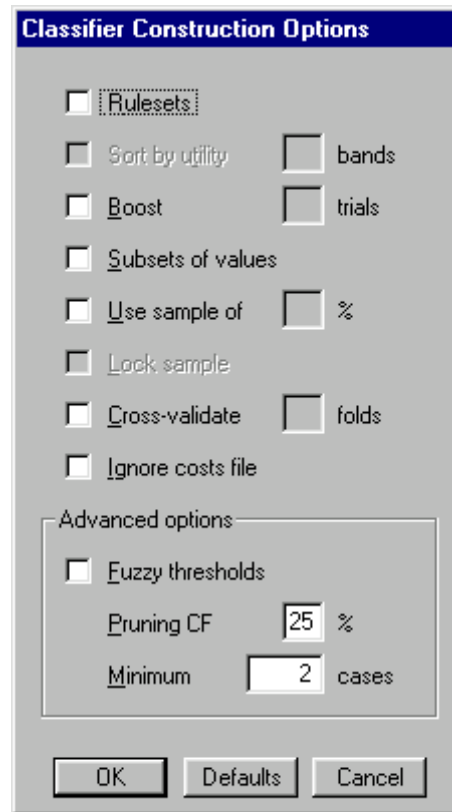 Classifier Construction Options
Rulesets
Sort by utility bands
Boost trials
Subsets of values
Use sample of %
Lock sample
Cross-validate folds
Ignore costs file
Advanced options
Fuzzy thresholds
Pruning CF 25 %
Minimum 2 cases
OK Defaults Cancel